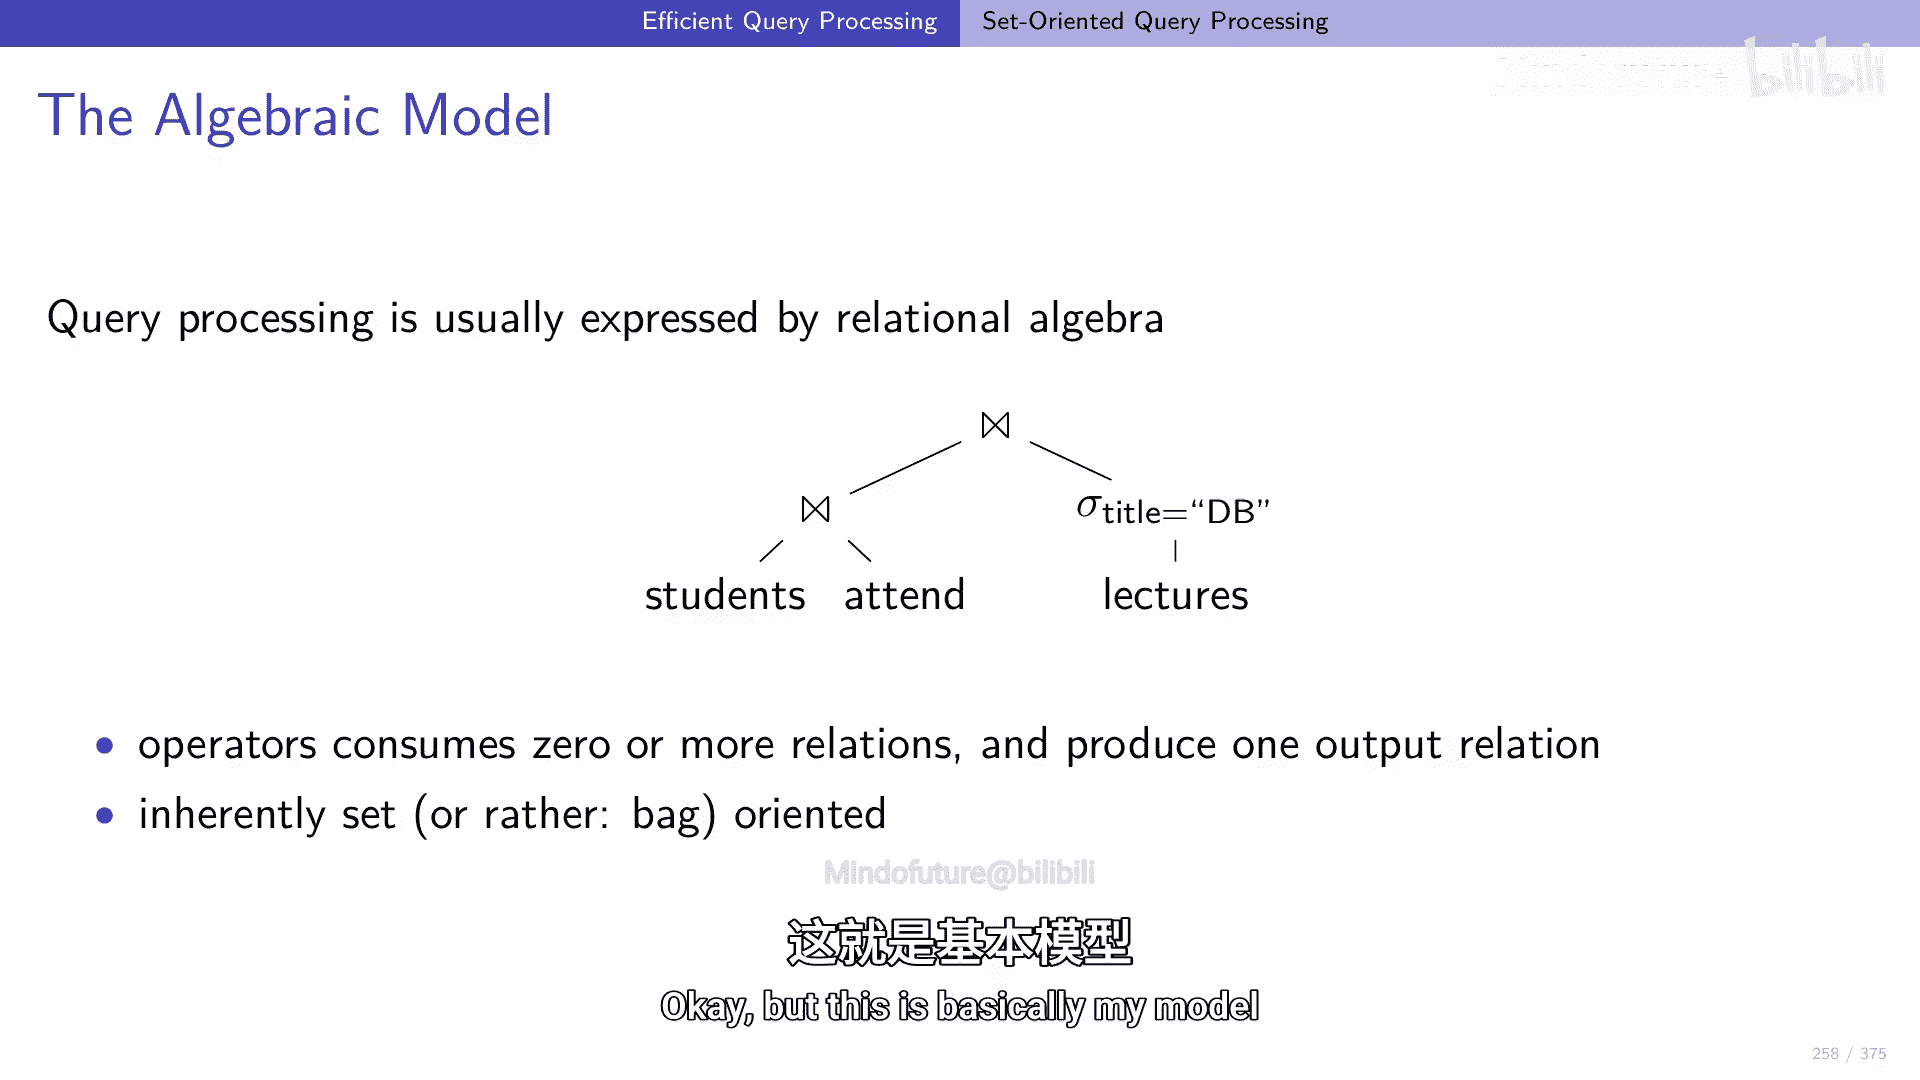 Efficient Query Processing
Set-Oriented Query Processing
bilibili
The Algebraic Model
Query processing is usually expressed by relational algebra
⋈
⋈ σtitle=“DB”
students attend lectures
• operators consumes zero or more relations, and produce one output relation
• inherently set (or rather: bag) oriented
Mindofuture@bilibili
这就是基本模型
Okay, but this is basically my model
258 / 375